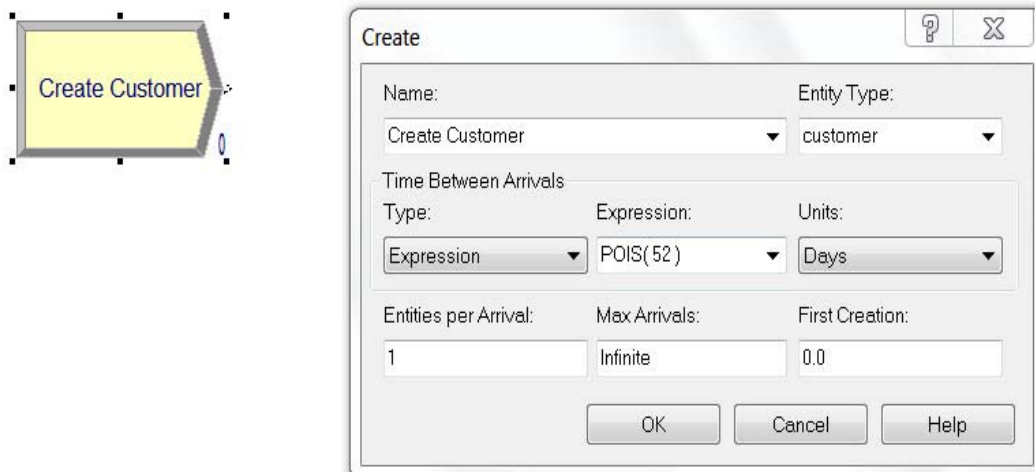 Create Customer
0
Create
Name:
Entity Type:
Create Customer
customer
Time Between Arrivals
Type:
Expression:
Units:
Expression
POIS( 52 )
Days
Entities per Arrival:
Max Arrivals:
First Creation:
1
Infinite
0.0
OK
Cancel
Help